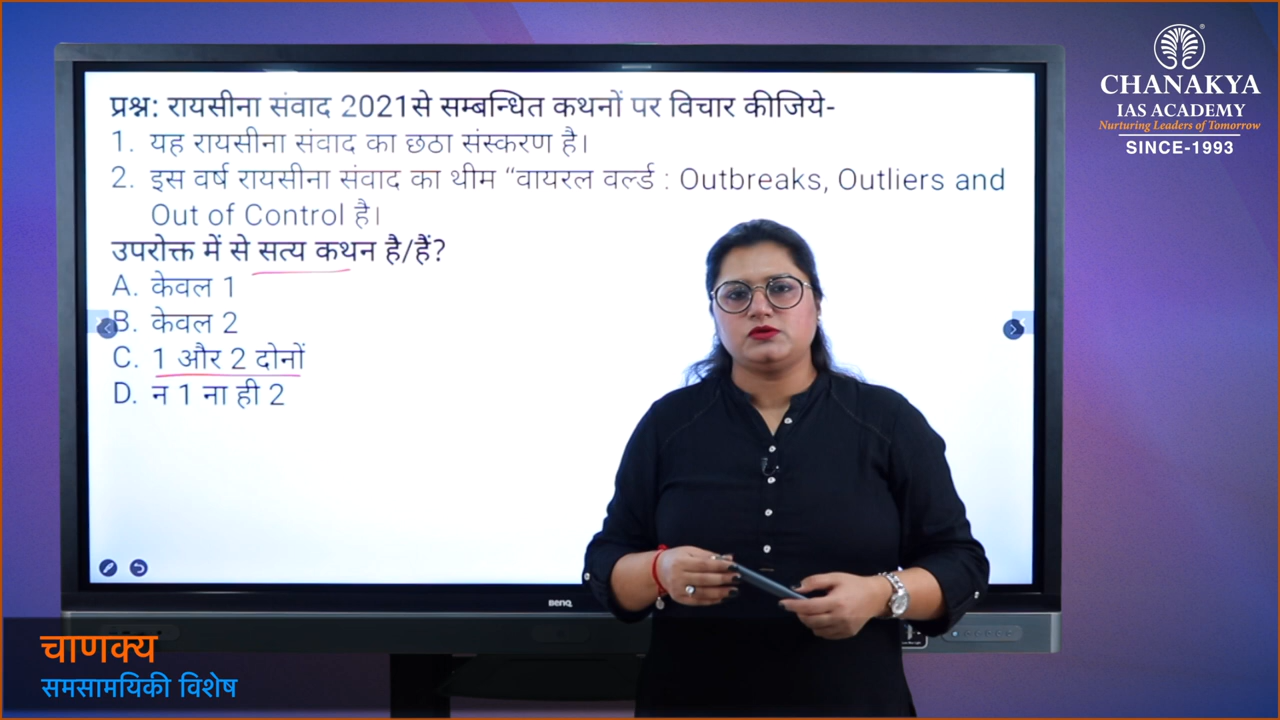 प्रश्न: रायसीना संवाद 2021से सम्बन्धित कथनों पर विचार कीजिये-
1. यह रायसीना संवाद का छठा संस्करण है।
2. इस वर्ष रायसीना संवाद का थीम “वायरल वर्ल्ड : Outbreaks, Outliers and
Out of Control है।
उपरोक्त में से सत्य कथन है/हैं?
A. केवल 1
B. केवल 2
C. 1 और 2 दोनों
D. न 1 ना ही 2
BenQ
CHANAKYA
IAS ACADEMY
Nurturing Leaders of Tomorrow
SINCE-1993
चाणक्य
समसामयिकी विशेष